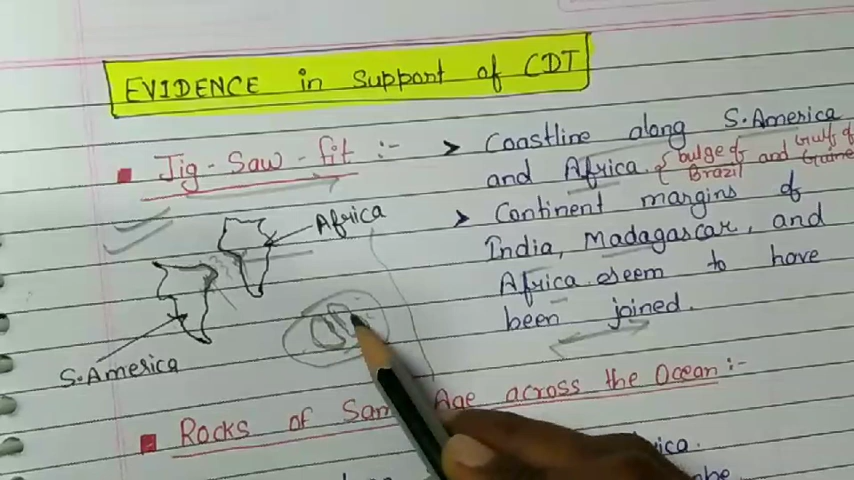 EVIDENCE in Support of CDT
Jig-Saw-fit :-
> Coastline along S.America
and Africa. { bulge of Brazil and Gulf of Guinea
> Continent margins of
India, Madagascar, and
Africa seem to have
been joined.
Africa
S.America
Rocks of Sam Age across the Ocean :-